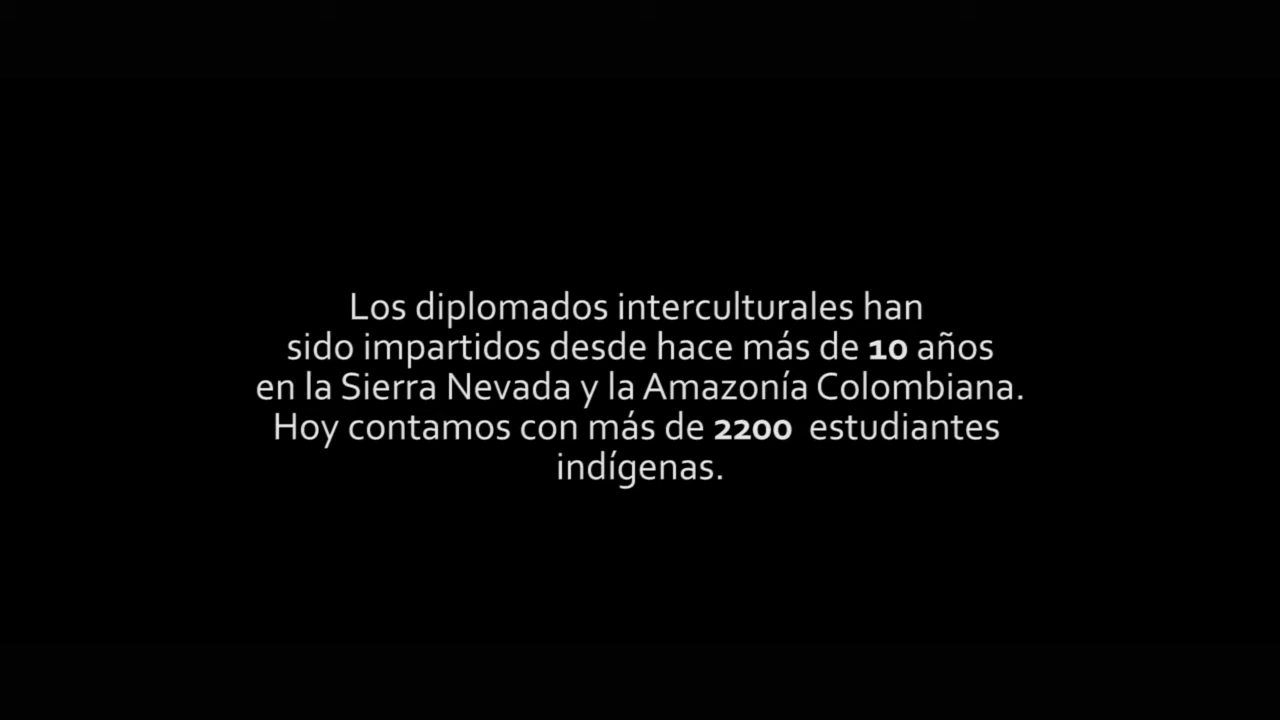 Los diplomados interculturales han
sido impartidos desde hace más de 10 años
en la Sierra Nevada y la Amazonía Colombiana.
Hoy contamos con más de 2200 estudiantes
indígenas.